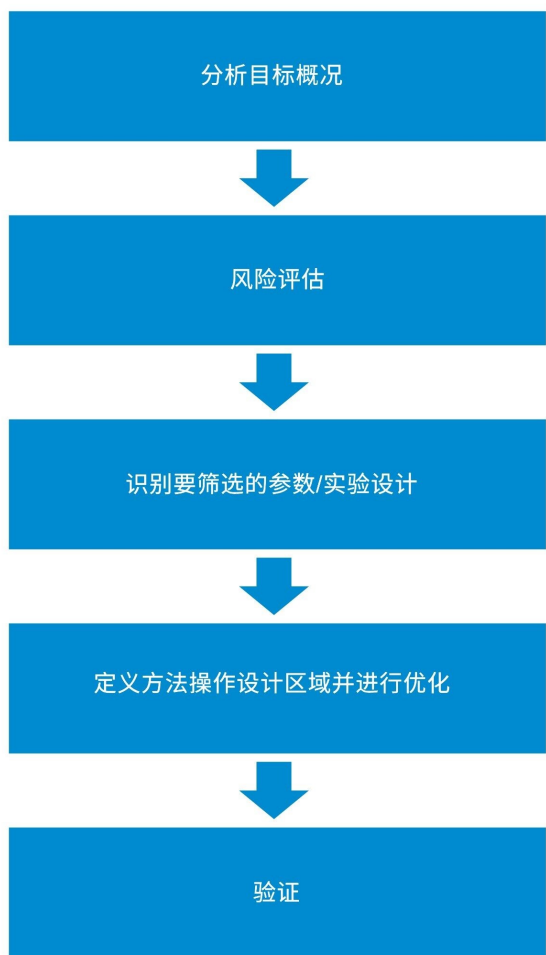 分析目标概况
风险评估
识别要筛选的参数/实验设计
定义方法操作设计区域并进行优化
验证